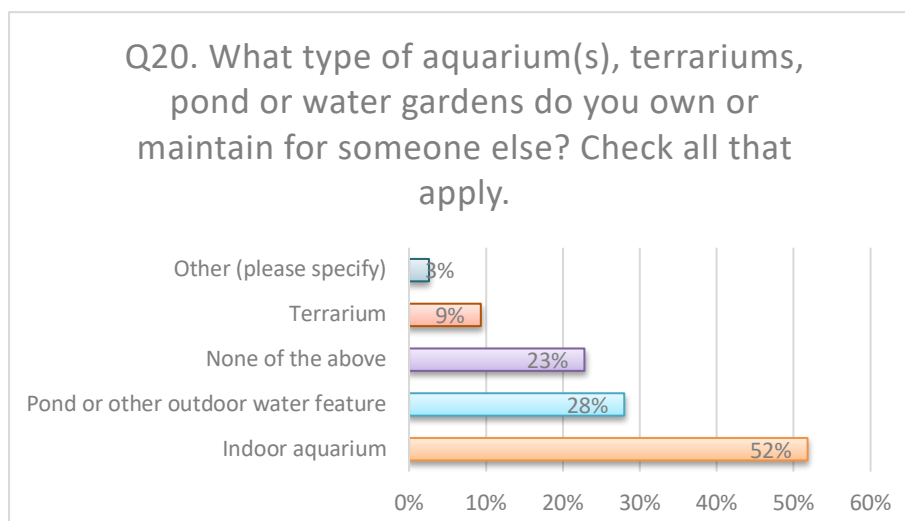 Q20. What type of aquarium(s), terrariums,
pond or water gardens do you own or
maintain for someone else? Check all that
apply.
Other (please specify)
3%
Terrarium
9%
None of the above
23%
Pond or other outdoor water feature
28%
Indoor aquarium
52%
0% 10% 20% 30% 40% 50% 60%